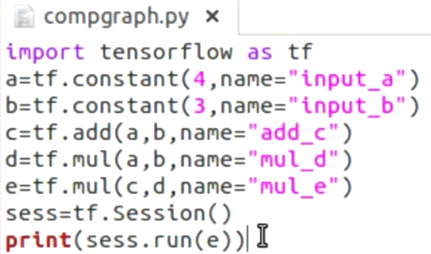 compgraph.py ×
import tensorflow as tf
a=tf.constant(4,name="input_a")
b=tf.constant(3,name="input_b")
c=tf.add(a,b,name="add_c")
d=tf.mul(a,b,name="mul_d")
e=tf.mul(c,d,name="mul_e")
sess=tf.Session()
print(sess.run(e))